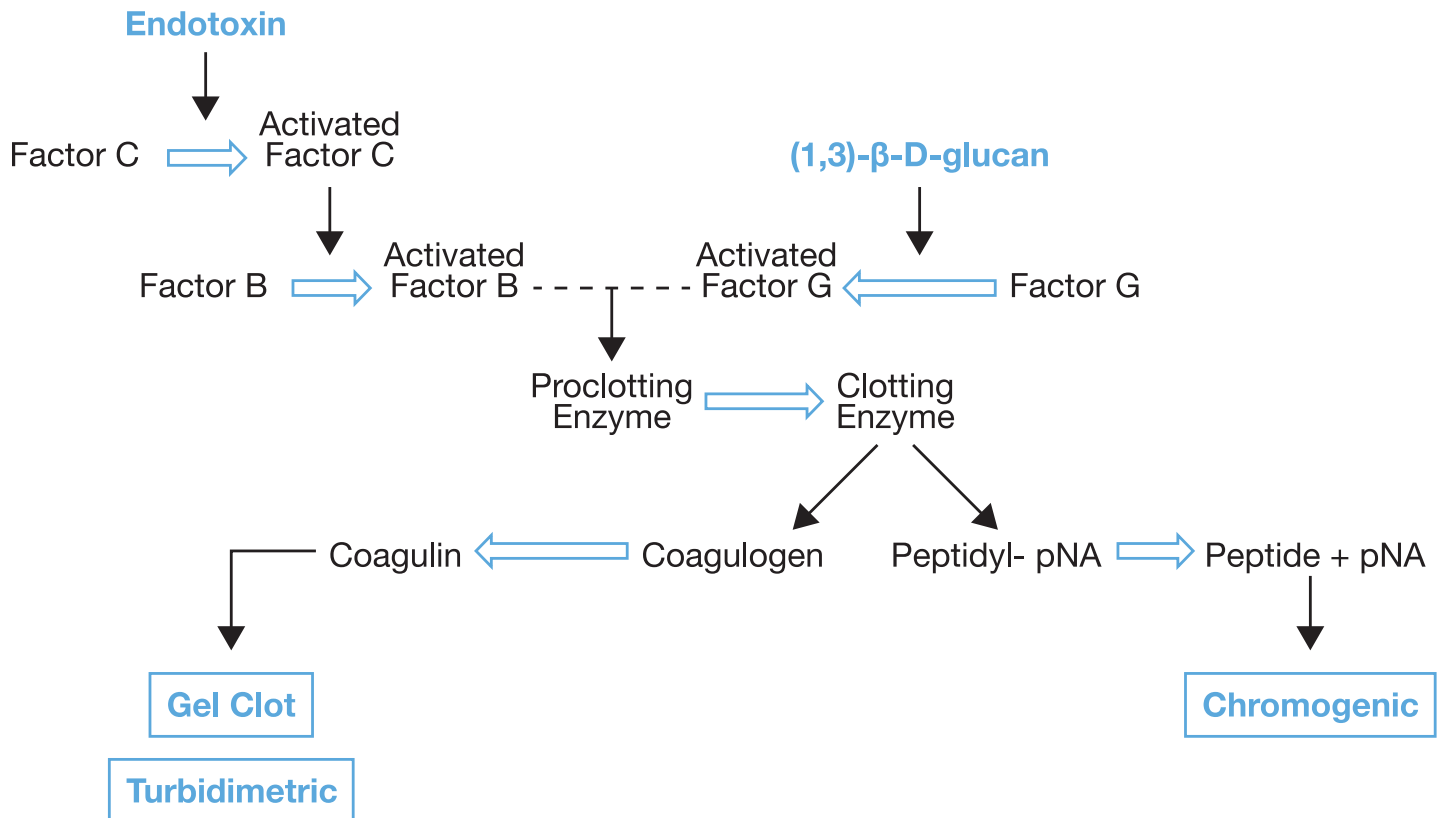 Endotoxin
Factor C
Activated
Factor C
(1,3)-β-D-glucan
Factor B
Activated
Factor B
Activated
Factor G
Factor G
Proclotting
Enzyme
Clotting
Enzyme
Coagulin
Coagulogen
Peptidyl- pNA
Peptide + pNA
Gel Clot
Chromogenic
Turbidimetric